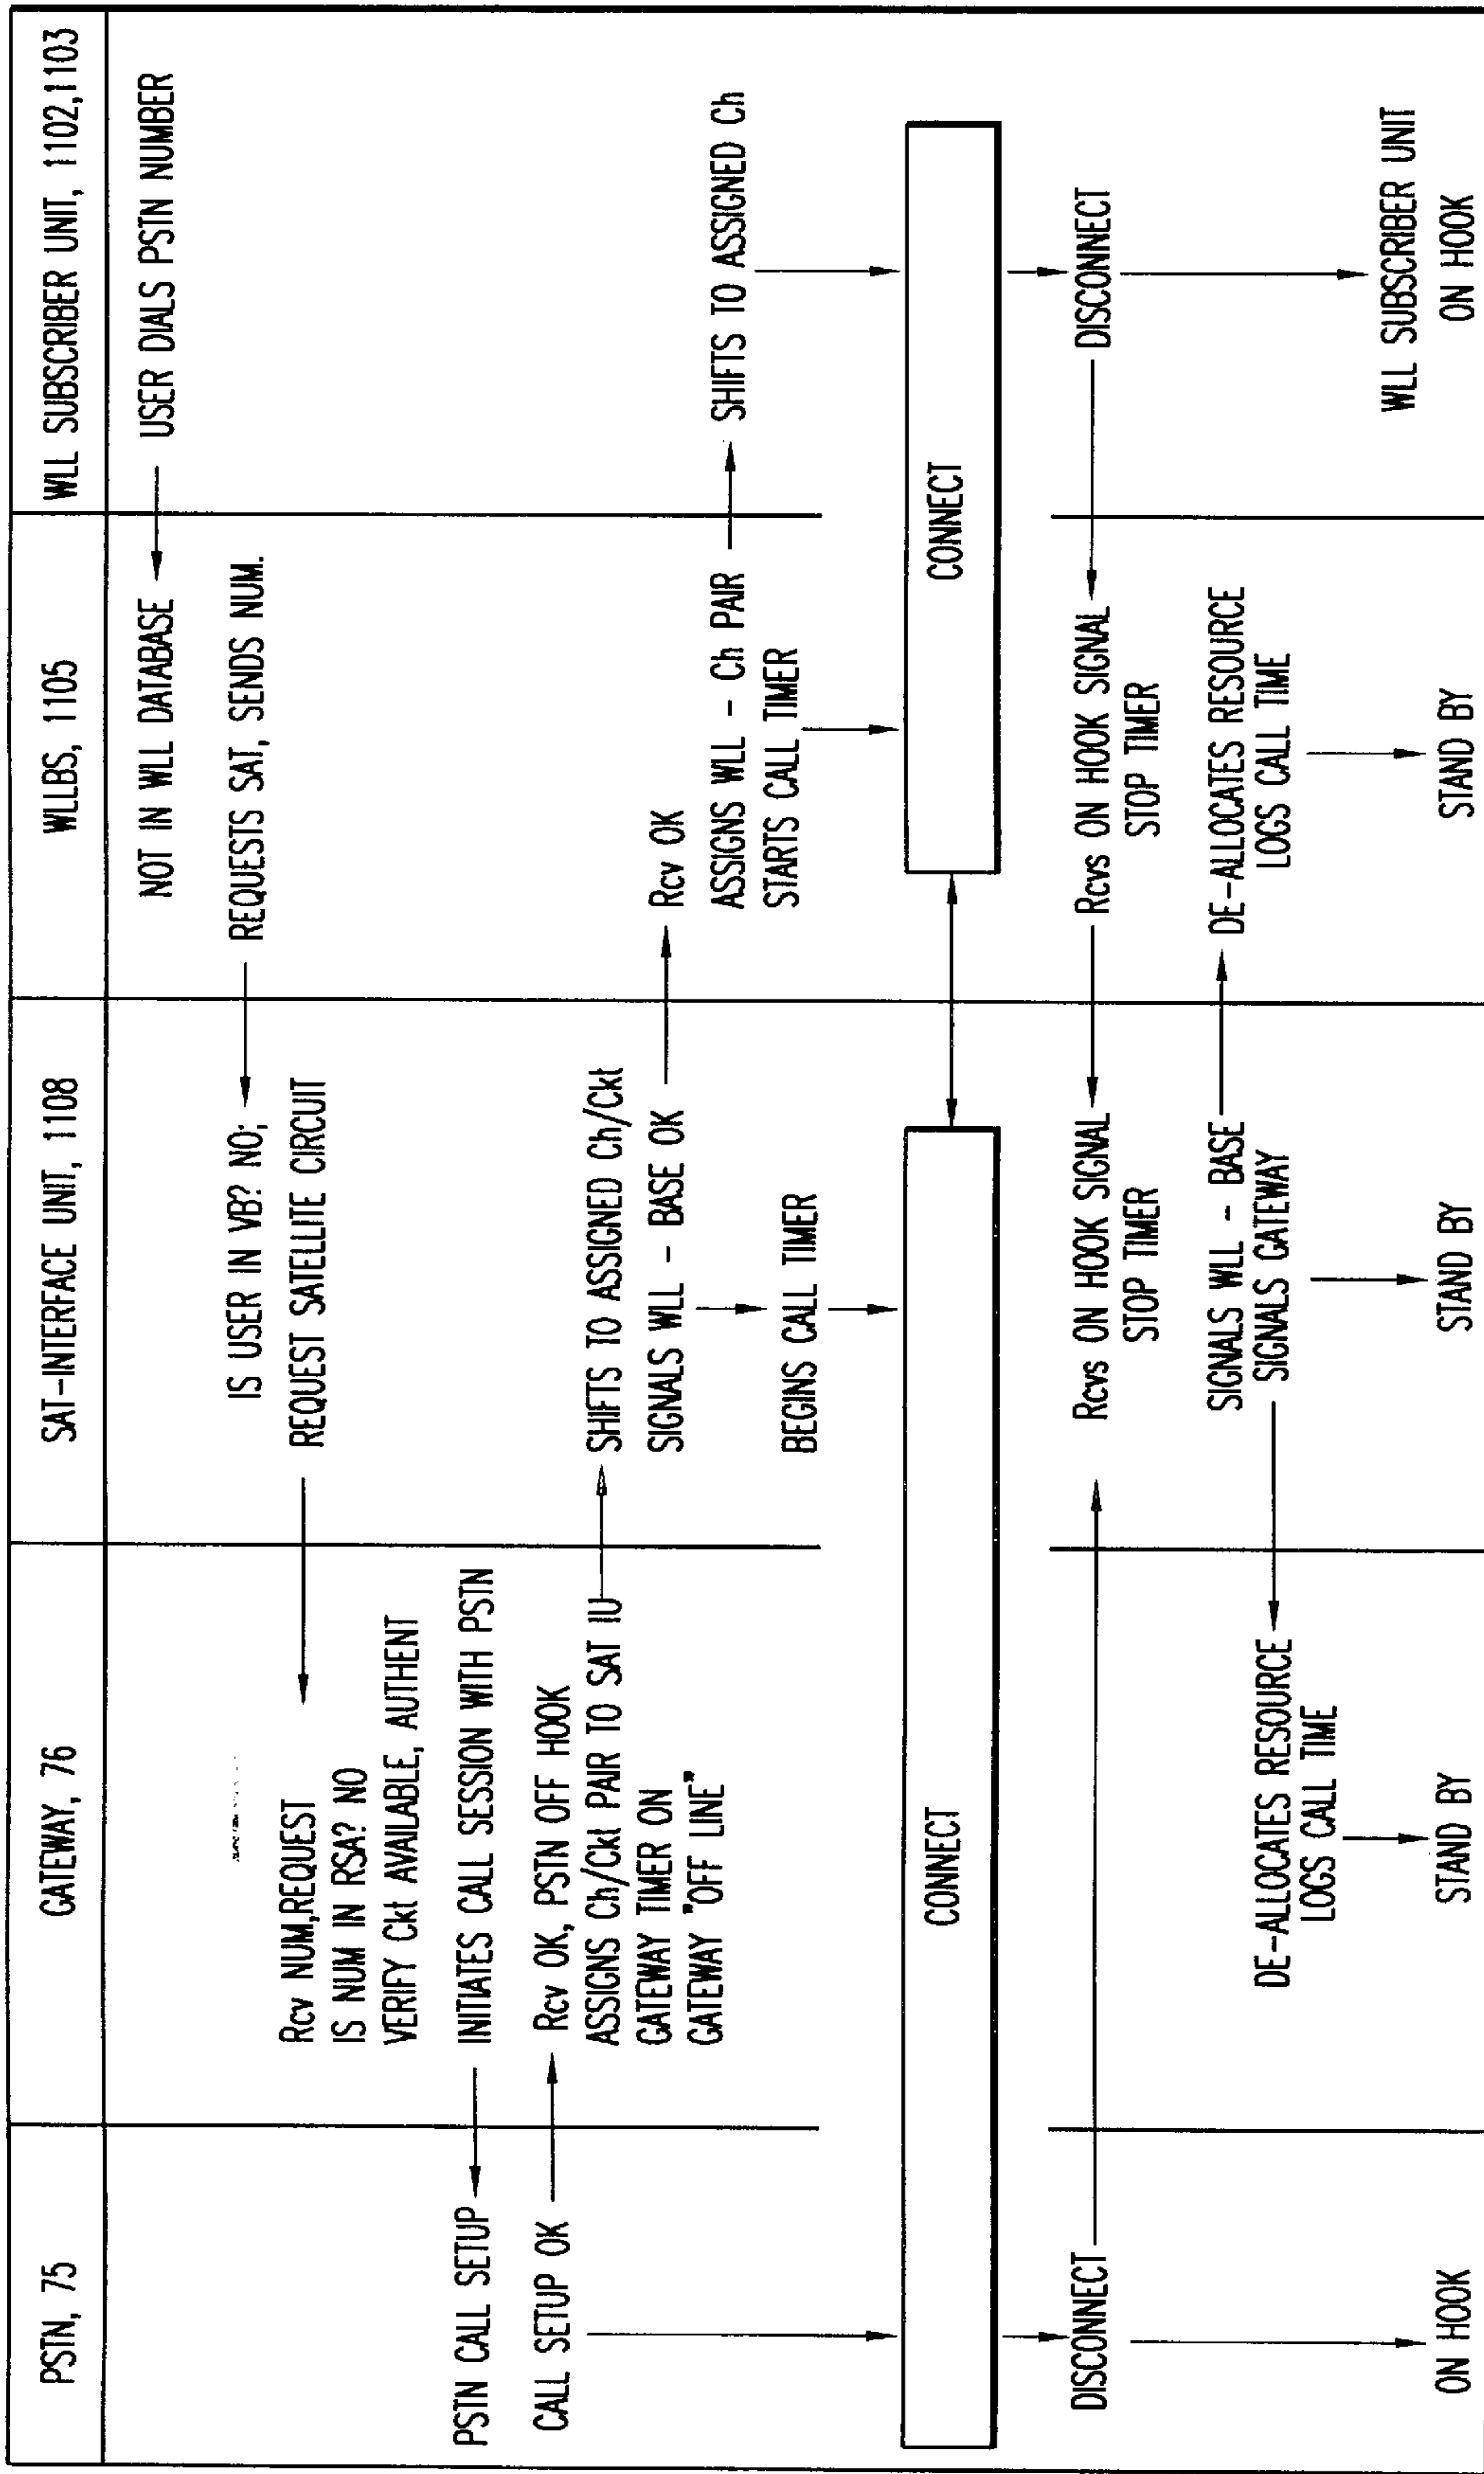 PSTN, 75
GATEWAY, 76
SAT-INTERFACE UNIT, 1108
WLLBS, 1105
WLL SUBSCRIBER UNIT, 1102,1103
USER DIALS PSTN NUMBER
NOT IN WLL DATABASE
REQUESTS SAT, SENDS NUM.
IS USER IN VB? NO;
REQUEST SATELLITE CIRCUIT
Rcv NUM,REQUEST
IS NUM IN RSA? NO
VERIFY Ckt AVAILABLE, AUTHENT
INITIATES CALL SESSION WITH PSTN
PSTN CALL SETUP
CALL SETUP OK
Rcv OK, PSTN OFF HOOK
ASSIGNS Ch/Ckt PAIR TO SAT IU
GATEWAY TIMER ON
GATEWAY "OFF LINE"
SHIFTS TO ASSIGNED Ch/Ckt
SIGNALS WLL - BASE OK
BEGINS CALL TIMER
Rcv OK
ASSIGNS WLL - Ch PAIR
STARTS CALL TIMER
SHIFTS TO ASSIGNED Ch
CONNECT
CONNECT
DISCONNECT
Rcvs ON HOOK SIGNAL
STOP TIMER
Rcvs ON HOOK SIGNAL
STOP TIMER
DISCONNECT
SIGNALS WLL - BASE
SIGNALS GATEWAY
DE-ALLOCATES RESOURCE
LOGS CALL TIME
DE-ALLOCATES RESOURCE
LOGS CALL TIME
ON HOOK
STAND BY
STAND BY
STAND BY
WLL SUBSCRIBER UNIT
ON HOOK